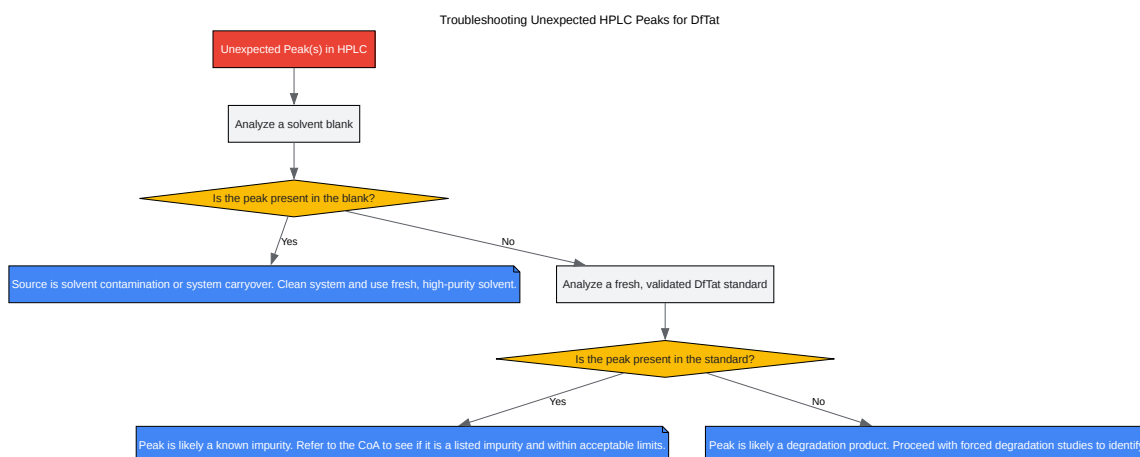 Troubleshooting Unexpected HPLC Peaks for DfTat
Unexpected Peak(s) in HPLC
Analyze a solvent blank
Is the peak present in the blank?
Yes
No
Source is solvent contamination or system carryover. Clean system and use fresh, high-purity solvent.
Analyze a fresh, validated DfTat standard
Is the peak present in the standard?
Yes
No
Peak is likely a known impurity. Refer to the CoA to see if it is a listed impurity and within acceptable limits.
Peak is likely a degradation product. Proceed with forced degradation studies to identify